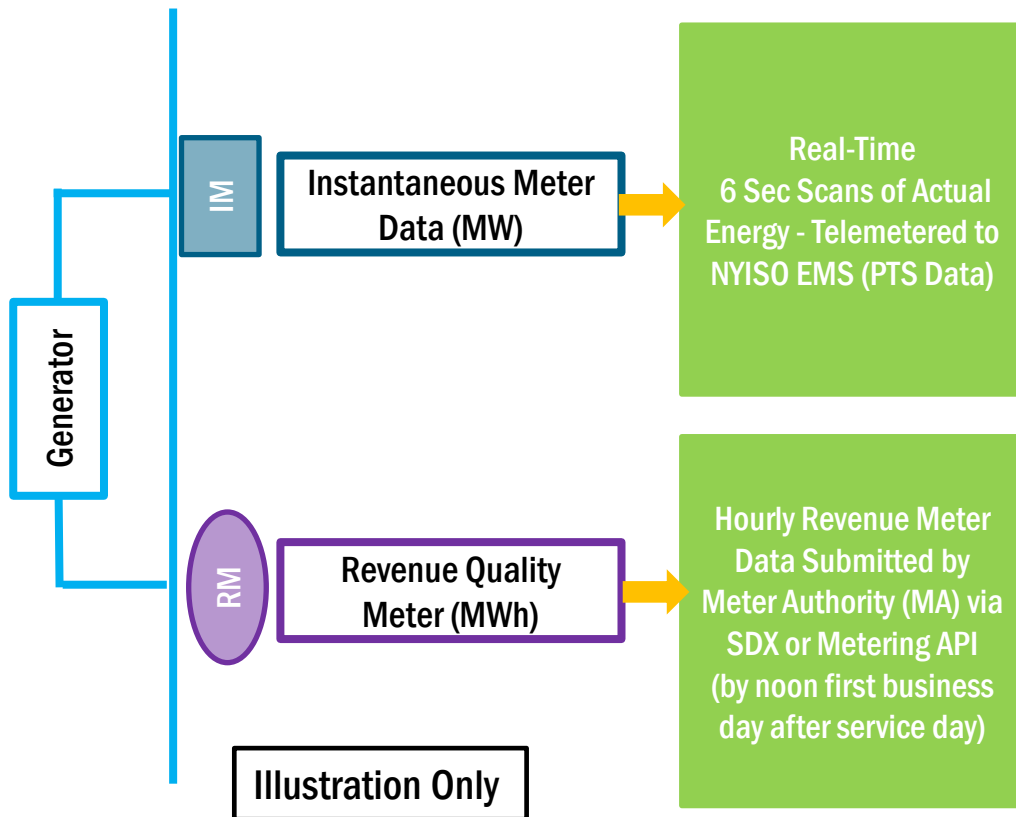 Generator
IM
Instantaneous Meter
Data (MW)
Real-Time
6 Sec Scans of Actual
Energy - Telemetered to
NYISO EMS (PTS Data)
RM
Revenue Quality
Meter (MWh)
Hourly Revenue Meter
Data Submitted by
Meter Authority (MA) via
SDX or Metering API
(by noon first business
day after service day)
Illustration Only